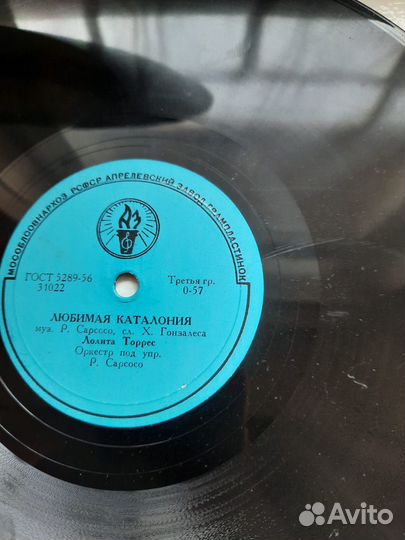 МОСОБЛСОВНАРХОЗ РСФСР АПРЕЛЕВСКИЙ ЗАВОД ГРАМПЛАСТИНОК
АЗ
ГОСТ 5289-56
31022
Третья гр.
0-57
ЛЮБИМАЯ КАТАЛОНИЯ
муз. Р. Сарсосо, сл. Х. Гонзалеса
Лолита Торрес
Оркестр под упр.
Р. Сарсосо
Avito